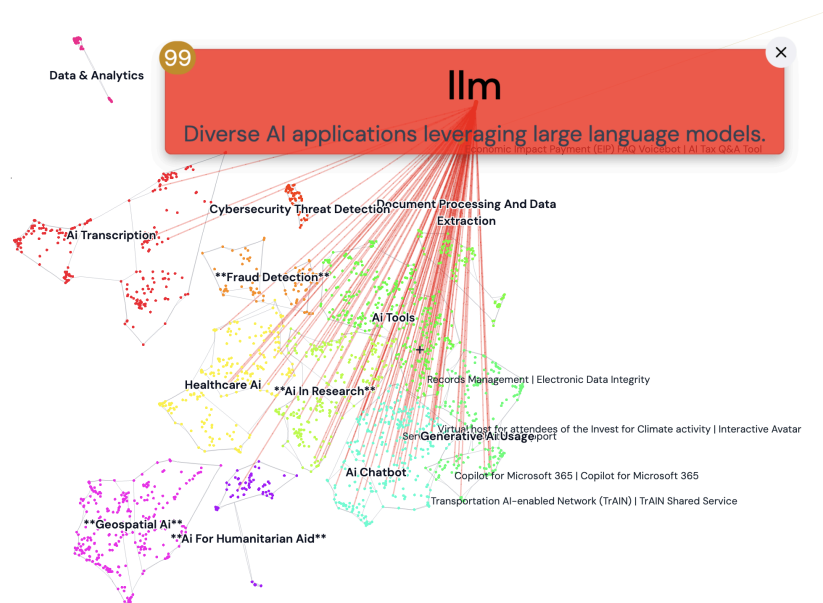 99
llm
Diverse AI applications leveraging large language models.
Economic Impact Payment (EIP) FAQ Voicebot | AI Tax Q&A Tool
Data & Analytics
Cybersecurity Threat Detection
Document Processing And Data
Extraction
Ai Transcription
**Fraud Detection**
Ai Tools
Healthcare Ai
**Ai In Research**
Records Management | Electronic Data Integrity
Virtual host for attendees of the Invest for Climate activity | Interactive Avatar
Generative Ai Usage
Ai Chatbot
Copilot for Microsoft 365 | Copilot for Microsoft 365
Transportation AI-enabled Network (TrAIN) | TrAIN Shared Service
**Geospatial Ai**
**Ai For Humanitarian Aid**